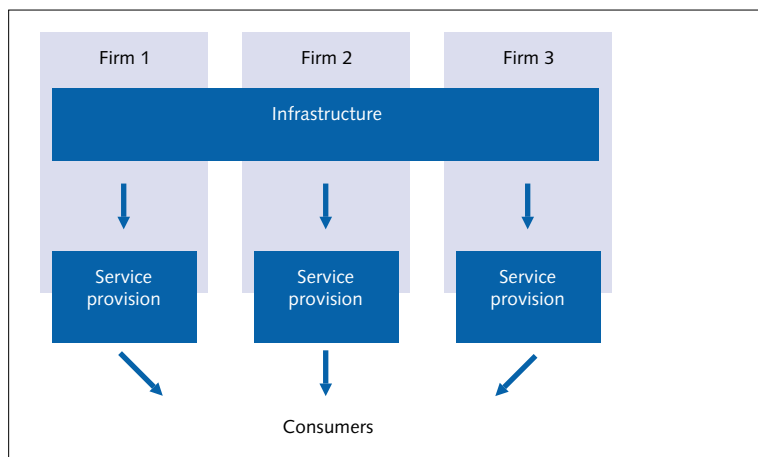 Firm 1
Firm 2
Firm 3
Infrastructure
Service
provision
Service
provision
Service
provision
Consumers